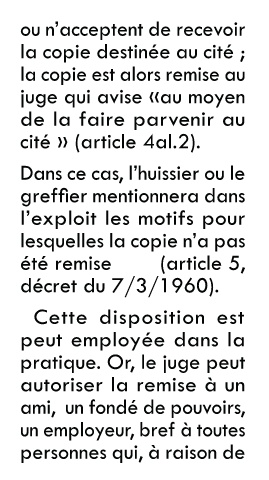 ou n'acceptent de recevoir
la copie destinée au cité ;
la copie est alors remise au
juge qui avise «au moyen
de la faire parvenir au
cité » (article 4al.2).
Dans ce cas, l'huissier ou le
greffier mentionnera dans
l'exploit les motifs pour
lesquelles la copie n'a pas
été remise (article 5,
décret du 7/3/1960).
Cette disposition est
peut employée dans la
pratique. Or, le juge peut
autoriser la remise à un
ami, un fondé de pouvoirs,
un employeur, bref à toutes
personnes qui, à raison de